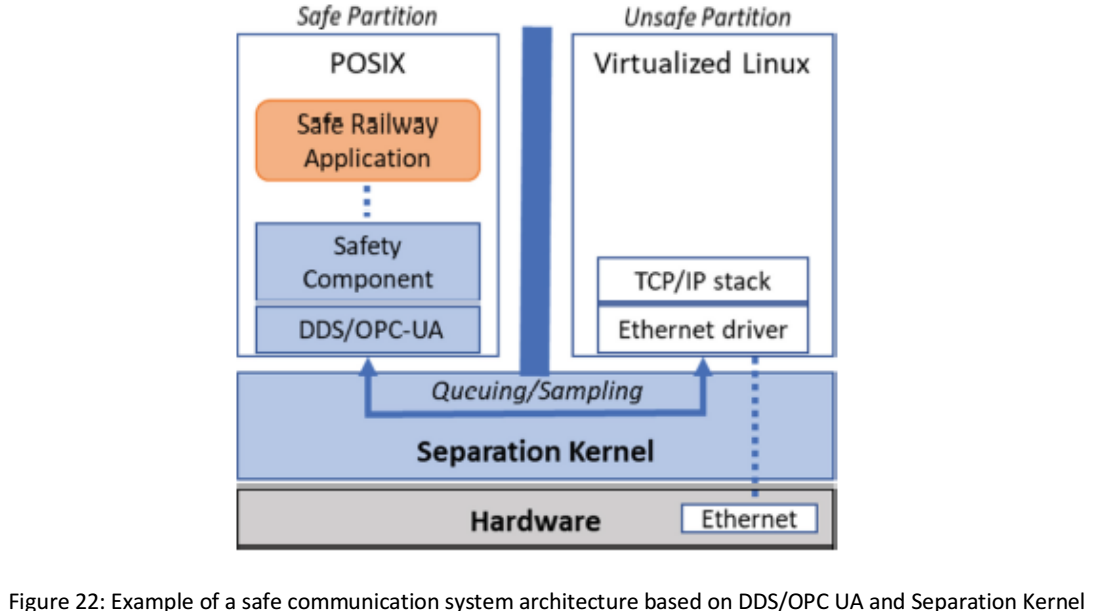 Safe Partition
Unsafe Partition
POSIX
Virtualized Linux
Safe Railway
Application
Safety
Component
DDS/OPC-UA
TCP/IP stack
Ethernet driver
Queuing/Sampling
Separation Kernel
Hardware
Ethernet
Figure 22: Example of a safe communication system architecture based on DDS/OPC UA and Separation Kernel